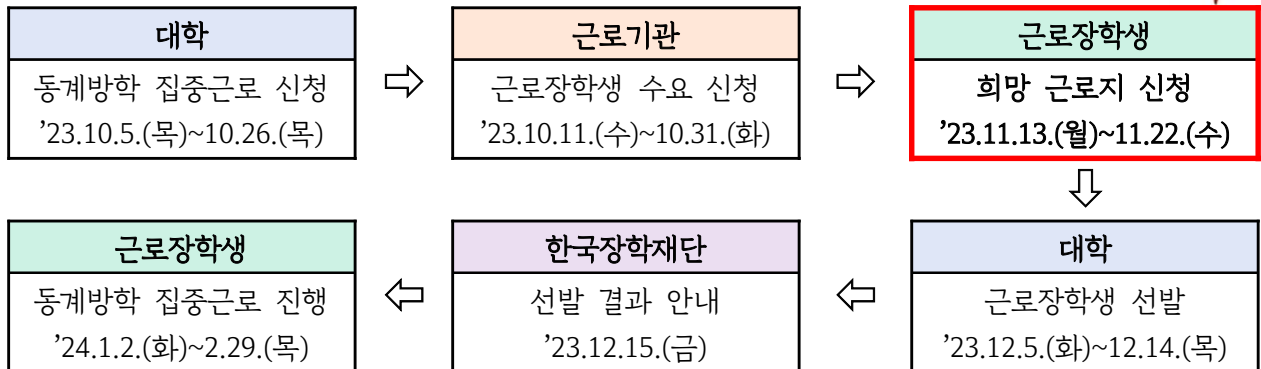 대학
동계방학 집중근로 신청
’23.10.5.(목)~10.26.(목)
근로기관
근로장학생 수요 신청
’23.10.11.(수)~10.31.(화)
근로장학생
희망 근로지 신청
’23.11.13.(월)~11.22.(수)
대학
근로장학생 선발
’23.12.5.(화)~12.14.(목)
한국장학재단
선발 결과 안내
’23.12.15.(금)
근로장학생
동계방학 집중근로 진행
’24.1.2.(화)~2.29.(목)